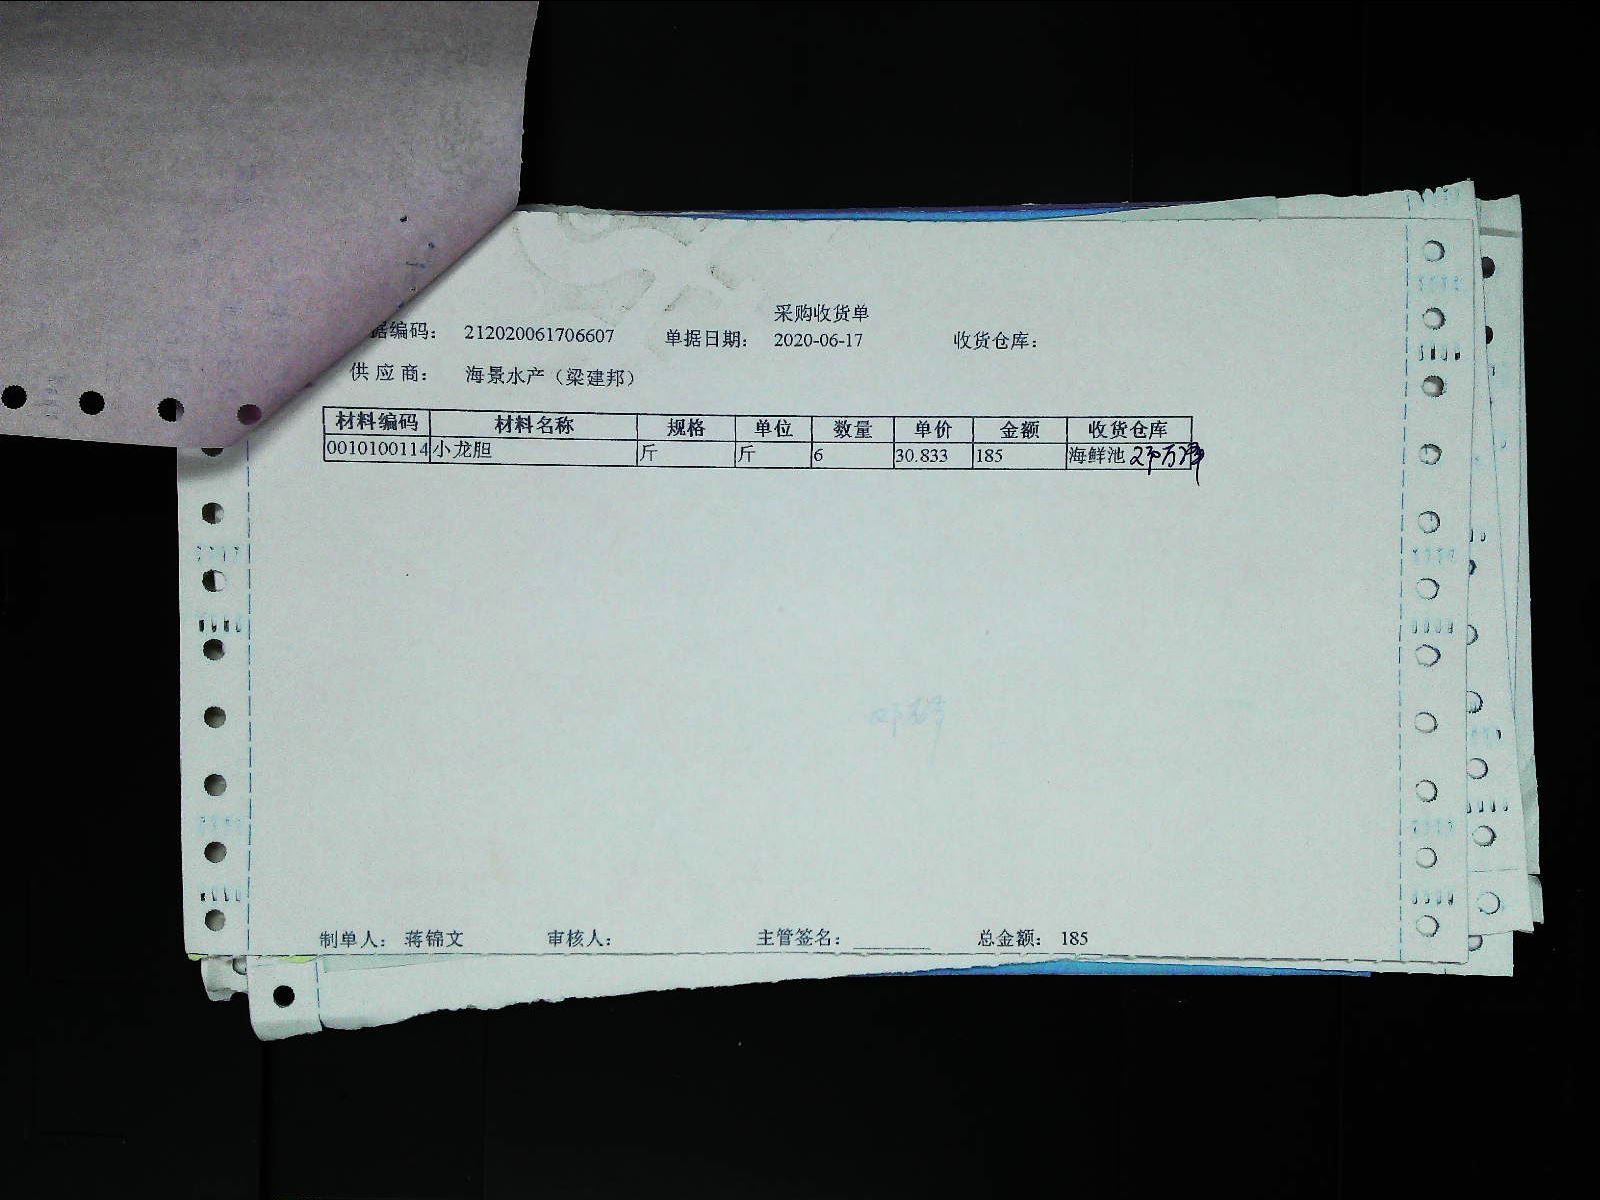 采购收货单
据编码： 212020061706607 单据日期： 2020-06-17 收货仓库：
供 应 商： 海景水产（梁建邦）
材料编码 材料名称 规格 单位 数量 单价 金额 收货仓库
0010100114 小龙胆 斤 斤 6 30.833 185 海鲜池
制单人： 蒋锦文 审核人： 主管签名：________ 总金额： 185